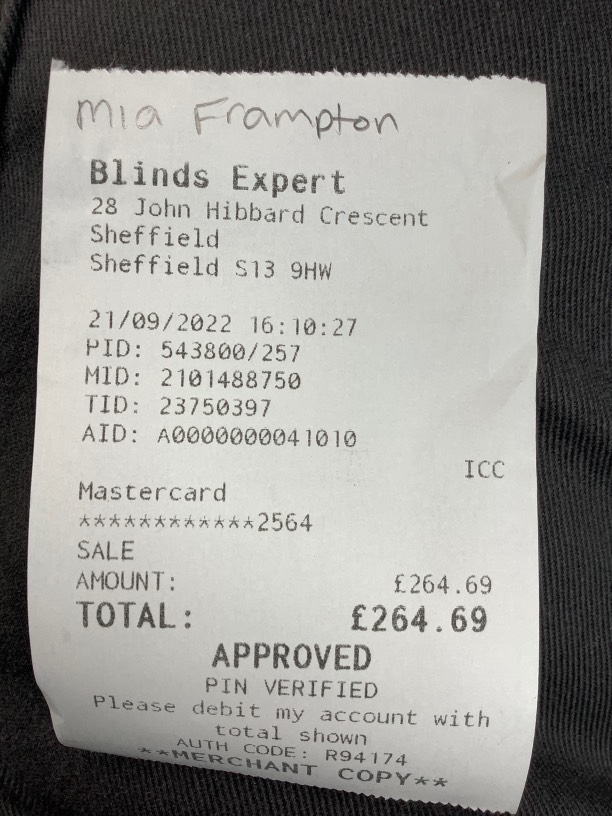 Mia Frampton
Blinds Expert
28 John Hibbard Crescent
Sheffield
Sheffield S13 9HW
21/09/2022 16:10:27
PID: 543800/257
MID: 2101488750
TID: 23750397
AID: A0000000041010
ICC
Mastercard
************2564
SALE
AMOUNT: £264.69
TOTAL: £264.69
APPROVED
PIN VERIFIED
Please debit my account with
total shown
AUTH CODE: R94174
**MERCHANT COPY**